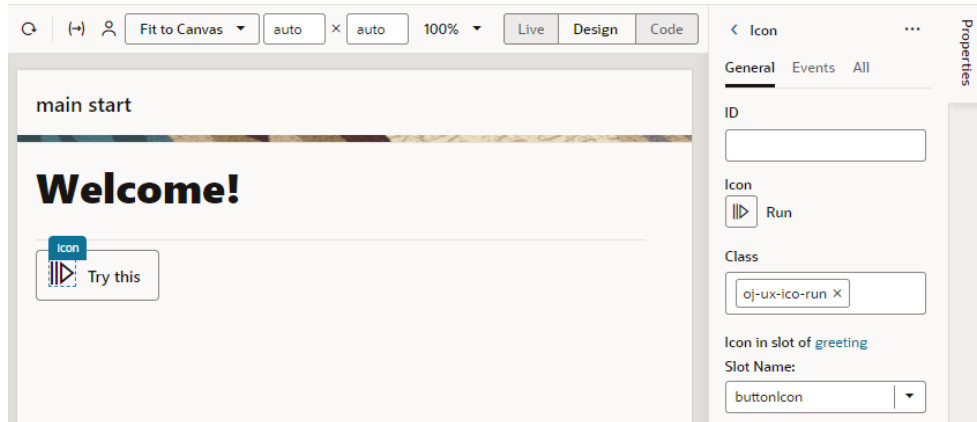 Fit to Canvas auto × auto 100% Live Design Code
main start
Welcome!
Icon
Try this
Icon
General Events All
ID
Icon
Run
Class
oj-ux-ico-run ×
Icon in slot of greeting
Slot Name:
buttonIcon
Properties